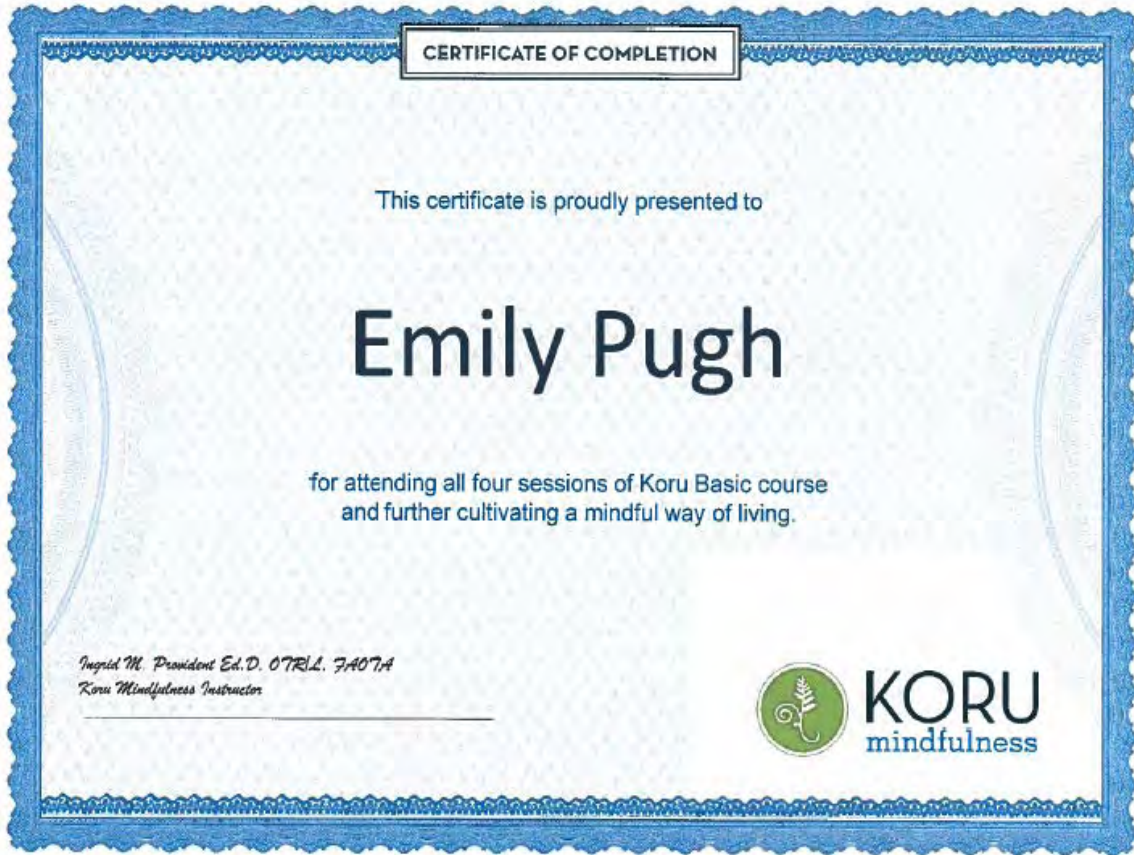 CERTIFICATE OF COMPLETION
This certificate is proudly presented to
Emily Pugh
for attending all four sessions of Koru Basic course
and further cultivating a mindful way of living.
Ingrid M. Provident Ed.D. OTR/L, FAOTA
Koru Mindfulness Instructor
KORU
mindfulness